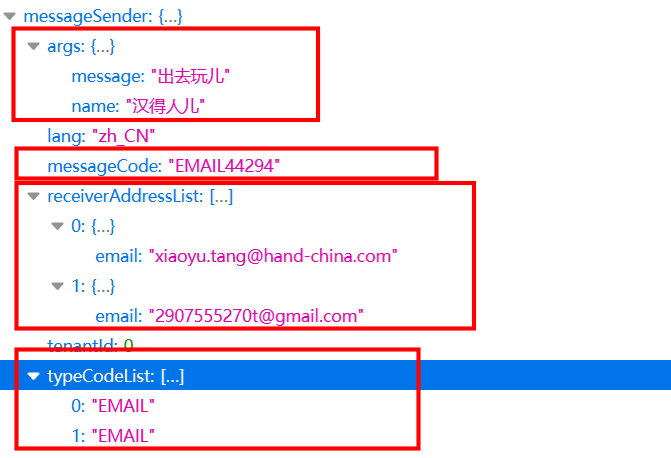 messageSender: {…}
args: {…}
message: "出去玩儿"
name: "汉得人儿"
lang: "zh_CN"
messageCode: "EMAIL44294"
receiverAddressList: […]
0: {…}
email: "xiaoyu.tang@hand-china.com"
1: {…}
email: "2907555270t@gmail.com"
tenantId: 0
typeCodeList: […]
0: "EMAIL"
1: "EMAIL"